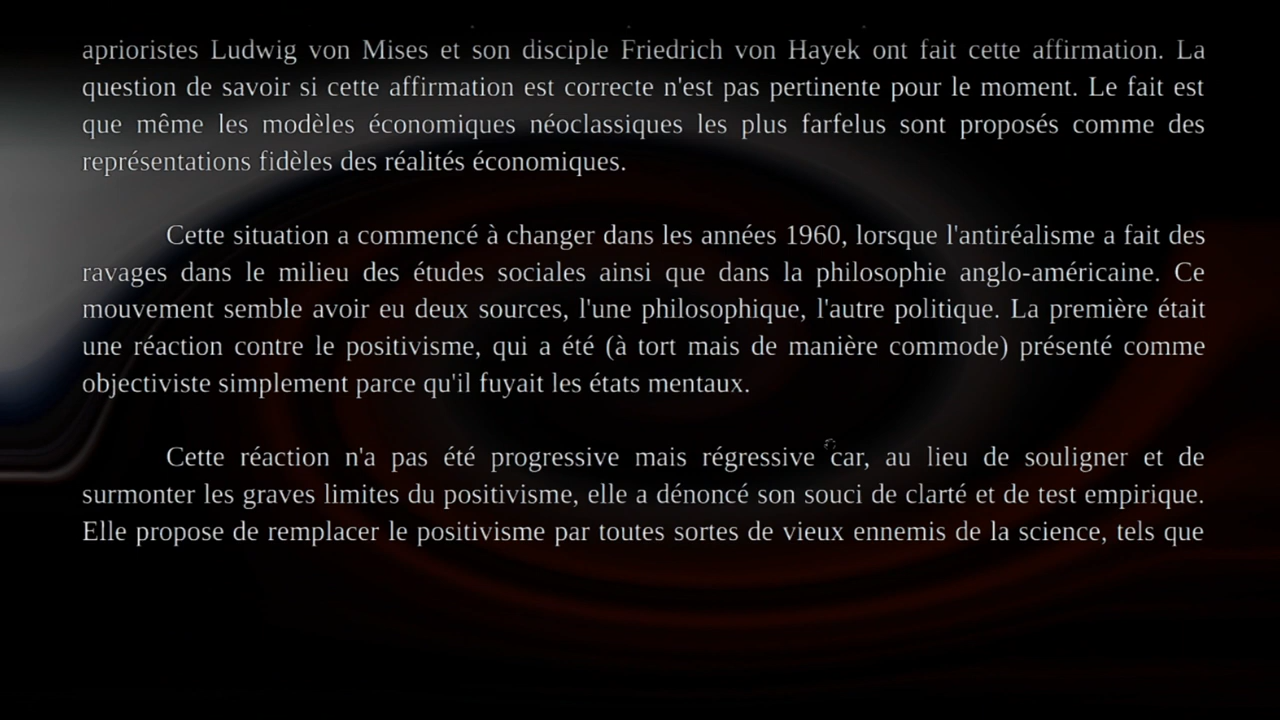 aprioristes Ludwig von Mises et son disciple Friedrich von Hayek ont fait cette affirmation. La
question de savoir si cette affirmation est correcte n'est pas pertinente pour le moment. Le fait est
que même les modèles économiques néoclassiques les plus farfelus sont proposés comme des
représentations fidèles des réalités économiques.
Cette situation a commencé à changer dans les années 1960, lorsque l'antiréalisme a fait des
ravages dans le milieu des études sociales ainsi que dans la philosophie anglo-américaine. Ce
mouvement semble avoir eu deux sources, l'une philosophique, l'autre politique. La première était
une réaction contre le positivisme, qui a été (à tort mais de manière commode) présenté comme
objectiviste simplement parce qu'il fuyait les états mentaux.
Cette réaction n'a pas été progressive mais régressive car, au lieu de souligner et de
surmonter les graves limites du positivisme, elle a dénoncé son souci de clarté et de test empirique.
Elle propose de remplacer le positivisme par toutes sortes de vieux ennemis de la science, tels que